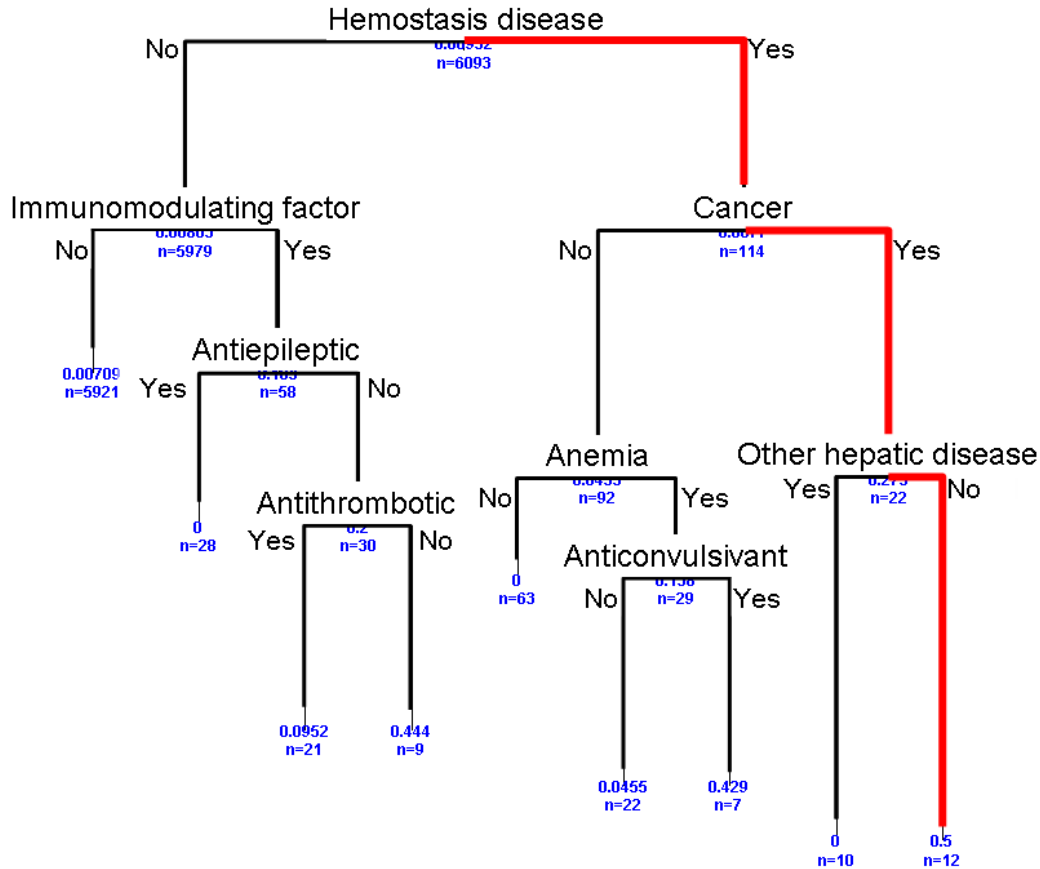 Hemostasis disease
No
Yes
n=6093
Immunomodulating factor
Cancer
No
Yes
n=5979
No
Yes
n=114
Antiepileptic
0.00709
n=5921
Yes
No
n=58
Anemia
Other hepatic disease
No
Yes
n=92
Yes
No
n=22
Antithrombotic
0
n=28
Yes
No
n=30
Anticonvulsivant
0
n=63
No
Yes
n=29
0.0952
n=21
0.444
n=9
0.0455
n=22
0.429
n=7
0
n=10
0.5
n=12